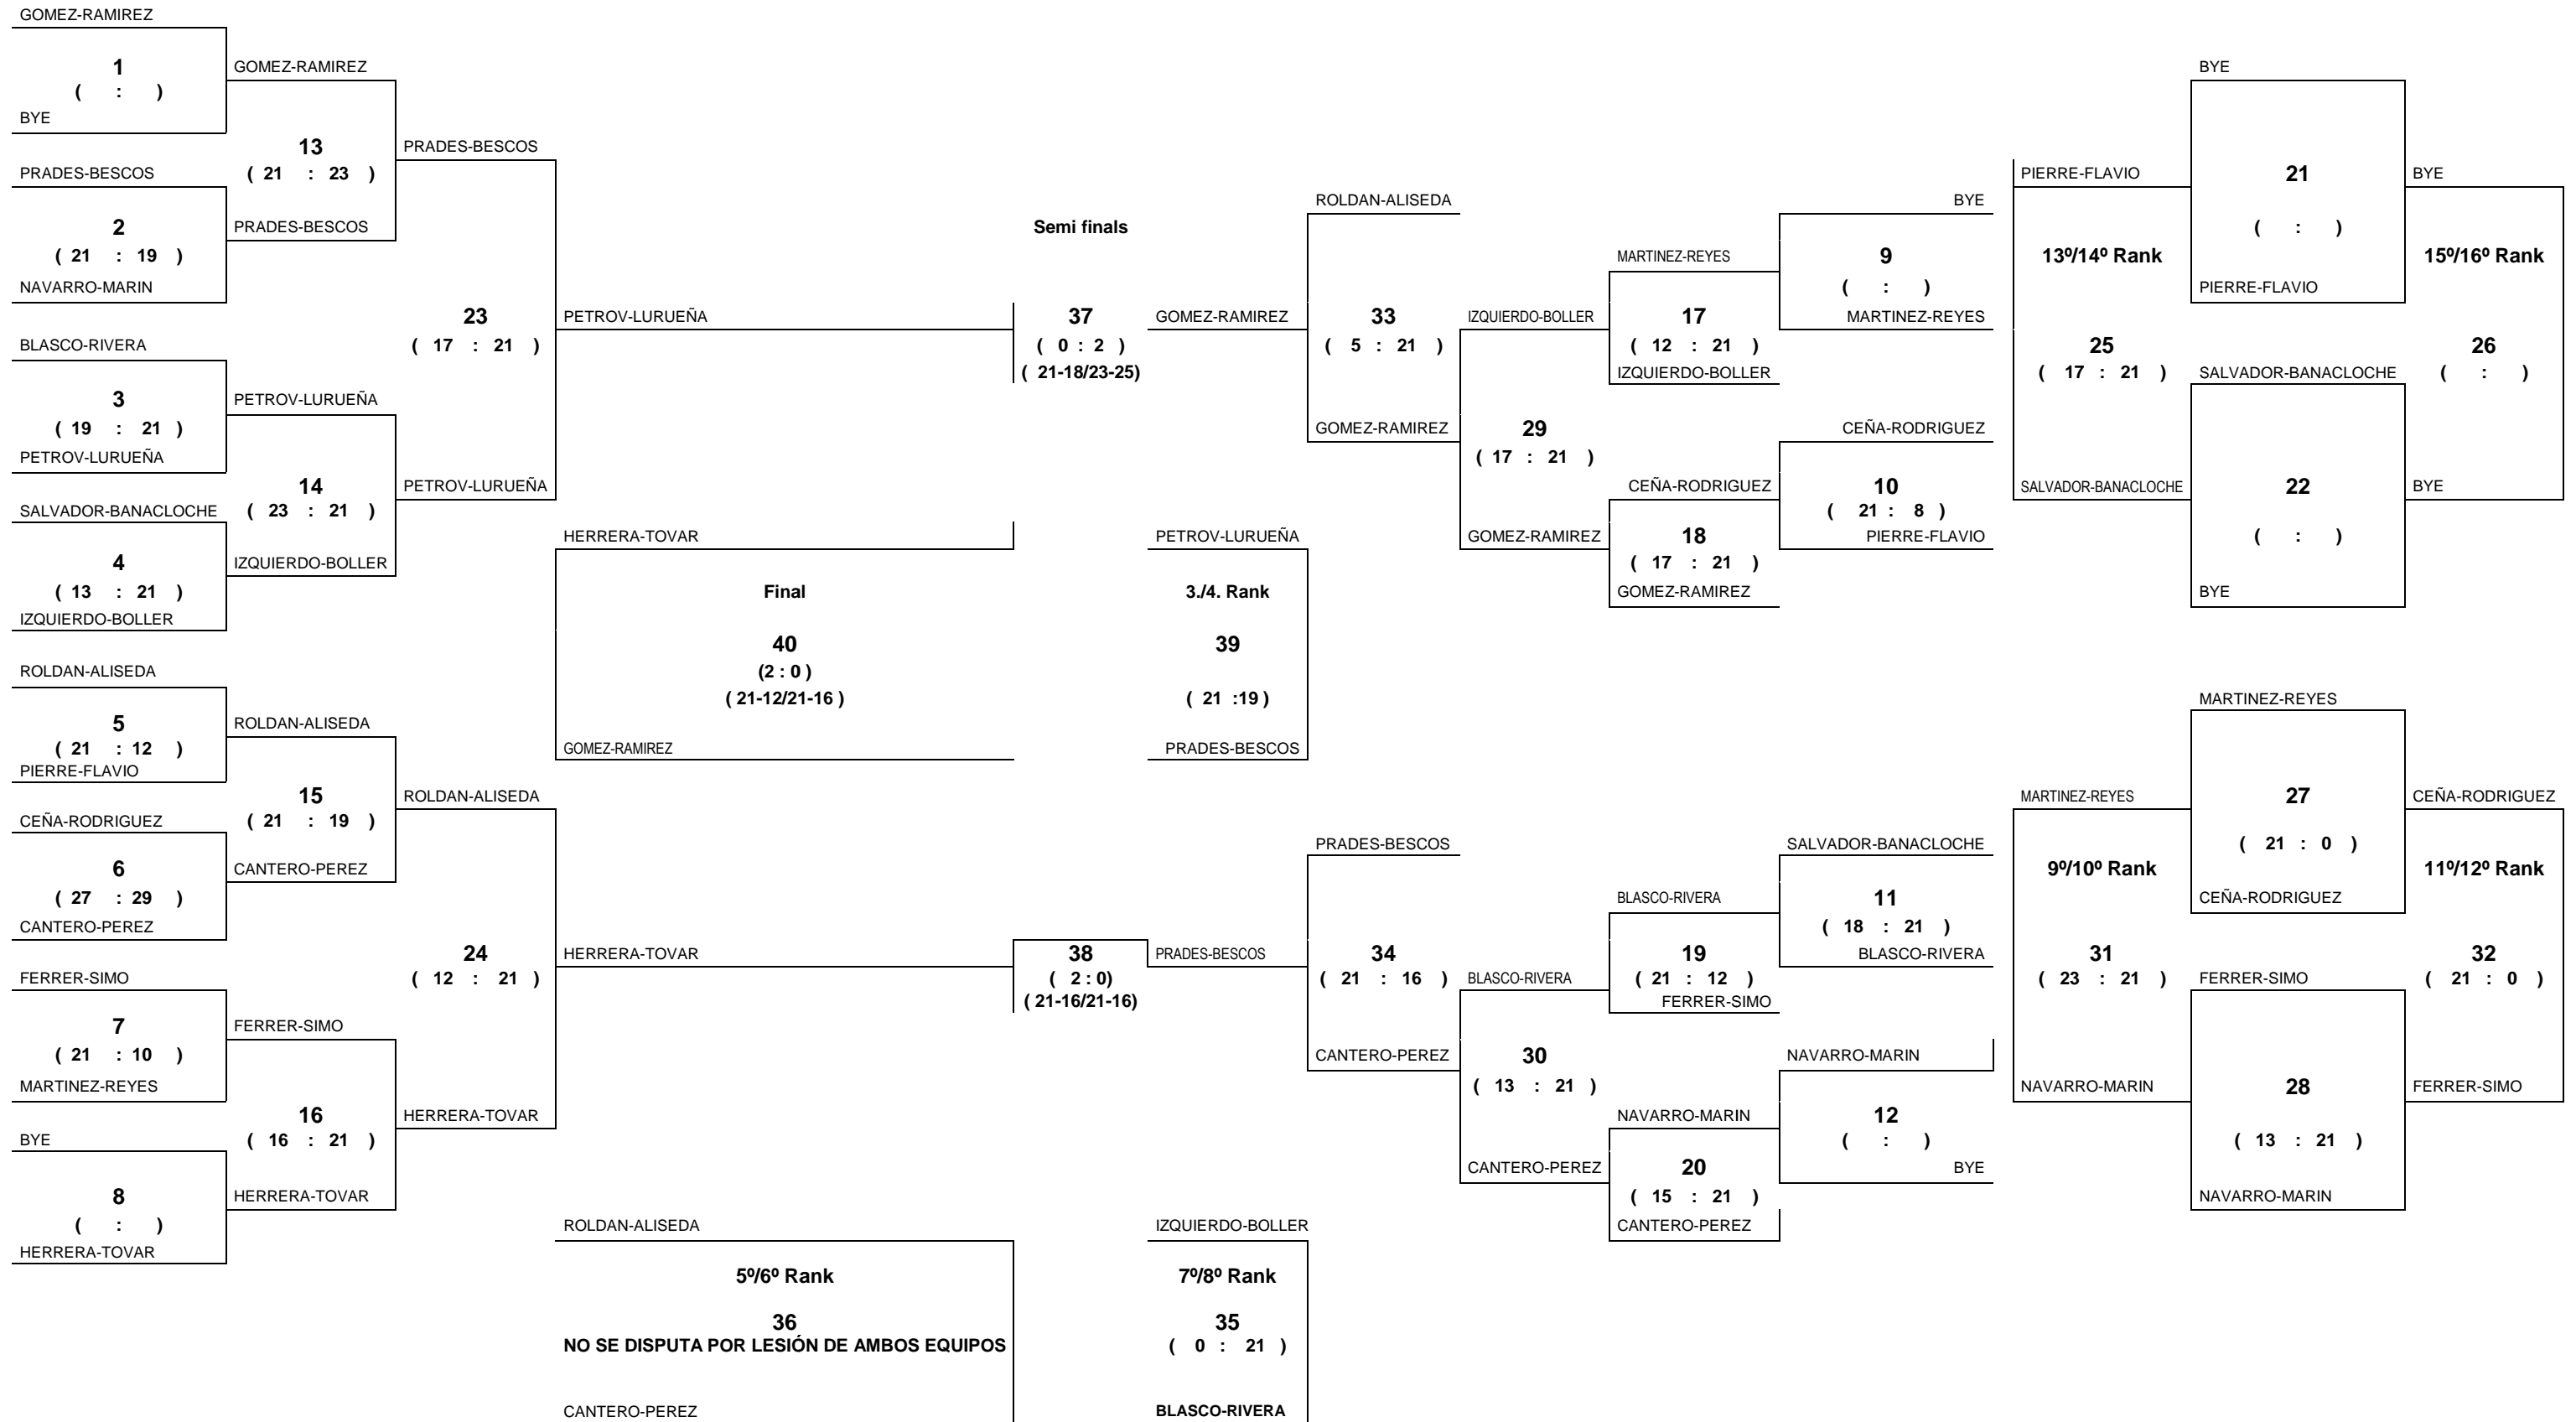 GOMEZ-RAMIREZ
1
( : )
BYE
GOMEZ-RAMIREZ
13
( 21 : 23 )
PRADES-BESCOS
2
( 21 : 19 )
NAVARRO-MARIN
PRADES-BESCOS
PRADES-BESCOS
23
( 17 : 21 )
BLASCO-RIVERA
3
( 19 : 21 )
PETROV-LURUEÑA
PETROV-LURUEÑA
14
( 23 : 21 )
SALVADOR-BANACLOCHE
4
( 13 : 21 )
IZQUIERDO-BOLLER
IZQUIERDO-BOLLER
PETROV-LURUEÑA
PETROV-LURUEÑA
ROLDAN-ALISEDA
5
( 21 : 12 )
PIERRE-FLAVIO
ROLDAN-ALISEDA
15
( 21 : 19 )
CEÑA-RODRIGUEZ
6
( 27 : 29 )
CANTERO-PEREZ
CANTERO-PEREZ
ROLDAN-ALISEDA
24
( 12 : 21 )
FERRER-SIMO
7
( 21 : 10 )
MARTINEZ-REYES
FERRER-SIMO
16
( 16 : 21 )
BYE
8
( : )
HERRERA-TOVAR
HERRERA-TOVAR
HERRERA-TOVAR
HERRERA-TOVAR
Semi finals
37
( 0 : 2 )
( 21-18/23-25)
GOMEZ-RAMIREZ
HERRERA-TOVAR
Final
40
(2 : 0 )
( 21-12/21-16 )
GOMEZ-RAMIREZ
PETROV-LURUEÑA
3./4. Rank
39
( 21 :19 )
PRADES-BESCOS
38
( 2 : 0)
( 21-16/21-16)
PRADES-BESCOS
ROLDAN-ALISEDA
5º/6º Rank
36
NO SE DISPUTA POR LESIÓN DE AMBOS EQUIPOS
CANTERO-PEREZ
IZQUIERDO-BOLLER
7º/8º Rank
35
( 0 : 21 )
BLASCO-RIVERA
ROLDAN-ALISEDA
33
( 5 : 21 )
GOMEZ-RAMIREZ
IZQUIERDO-BOLLER
29
( 17 : 21 )
GOMEZ-RAMIREZ
MARTINEZ-REYES
17
( 12 : 21 )
IZQUIERDO-BOLLER
CEÑA-RODRIGUEZ
18
( 17 : 21 )
GOMEZ-RAMIREZ
BYE
9
( : )
MARTINEZ-REYES
CEÑA-RODRIGUEZ
10
( 21 : 8 )
PIERRE-FLAVIO
PRADES-BESCOS
34
( 21 : 16 )
CANTERO-PEREZ
BLASCO-RIVERA
30
( 13 : 21 )
CANTERO-PEREZ
BLASCO-RIVERA
19
( 21 : 12 )
FERRER-SIMO
NAVARRO-MARIN
20
( 15 : 21 )
CANTERO-PEREZ
SALVADOR-BANACLOCHE
11
( 18 : 21 )
BLASCO-RIVERA
NAVARRO-MARIN
12
( : )
BYE
PIERRE-FLAVIO
13º/14º Rank
25
( 17 : 21 )
SALVADOR-BANACLOCHE
BYE
21
( : )
PIERRE-FLAVIO
SALVADOR-BANACLOCHE
22
( : )
BYE
BYE
15º/16º Rank
26
( : )
BYE
MARTINEZ-REYES
9º/10º Rank
31
( 23 : 21 )
NAVARRO-MARIN
MARTINEZ-REYES
27
( 21 : 0 )
CEÑA-RODRIGUEZ
FERRER-SIMO
28
( 13 : 21 )
NAVARRO-MARIN
CEÑA-RODRIGUEZ
11º/12º Rank
32
( 21 : 0 )
FERRER-SIMO